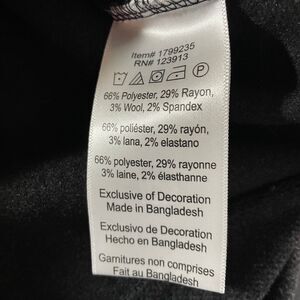 Item# 1799235
RN# 123913
66% Polyester, 29% Rayon,
3% Wool, 2% Spandex
66% poliéster, 29% rayón,
3% lana, 2% elastano
66% polyester, 29% rayonne
3% laine, 2% élasthanne
Exclusive of Decoration
Made in Bangladesh
Exclusivo de Decoración
Hecho en Bangladesh
Garnitures non comprises
Fait au Bangladesh